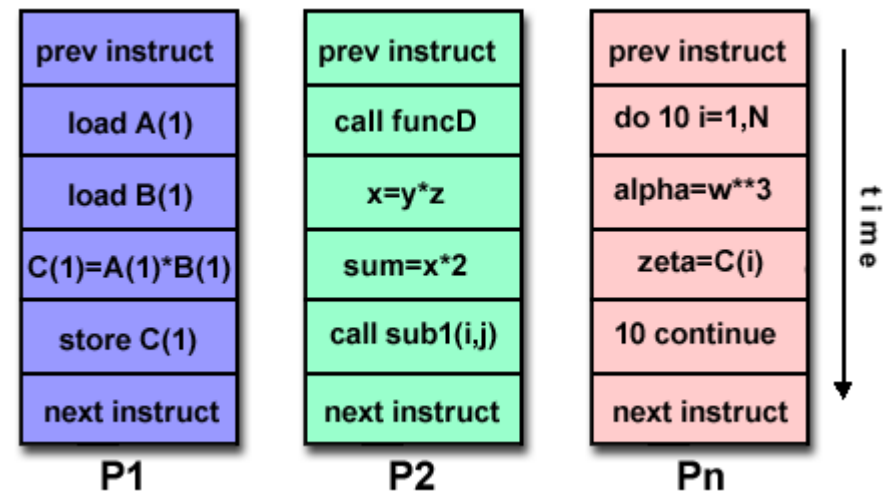 prev instruct
load A(1)
load B(1)
C(1)=A(1)*B(1)
store C(1)
next instruct
P1
prev instruct
call funcD
x=y*z
sum=x*2
call sub1(i,j)
next instruct
P2
prev instruct
do 10 i=1,N
alpha=w**3
zeta=C(i)
10 continue
next instruct
Pn
time